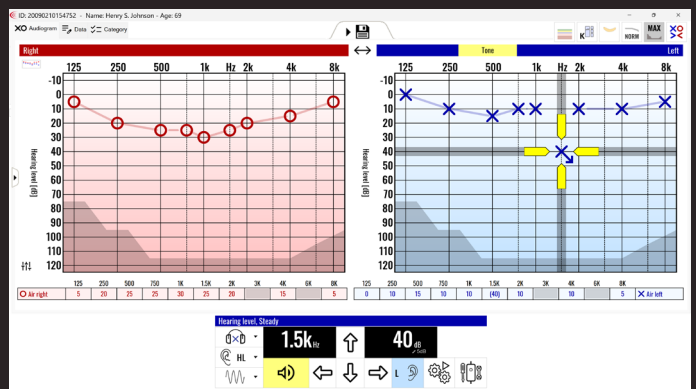 ID: 20090210154752 - Name: Henry S. Johnson - Age: 69
XO Audiogram Data Category
K NORM MAX
Right
Tone Left
125 250 500 1k Hz 2k 4k 8k
125 250 500 1k Hz 2k 4k 8k
-10
0
10
20
30
40
50
60
70
80
90
100
110
120
Hearing level [dB]
-10
0
10
20
30
40
50
60
70
80
90
100
110
120
Hearing level [dB]
125 250 500 750 1K 1.5K 2K 3K 4K 6K 8K
O Air right 5 20 25 25 30 25 20 15 5
125 250 500 750 1K 1.5K 2K 3K 4K 6K 8K
0 10 15 10 10 (40) 10 10 5 X Air left
Hearing level, Steady
1.5k Hz 40 dB
5dB
HL
L